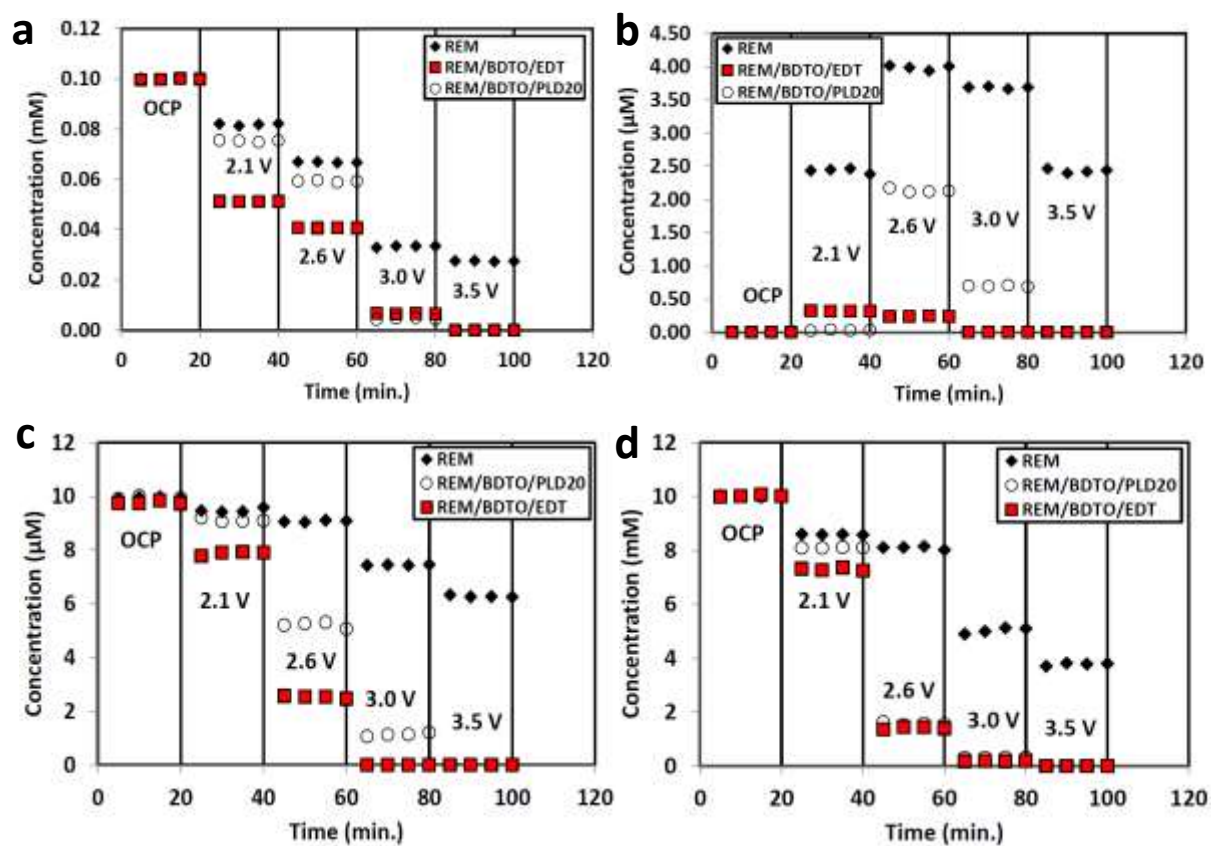 a
Concentration (mM)
0.12
0.10
0.08
0.06
0.04
0.02
0.00
REM
REM/BDTO/EDT
REM/BDTO/PLD20
OCP
2.1 V
2.6 V
3.0 V
3.5 V
0 20 40 60 80 100 120
Time (min.)
b
Concentration (µM)
4.50
4.00
3.50
3.00
2.50
2.00
1.50
1.00
0.50
0.00
REM
REM/BDTO/EDT
REM/BDTO/PLD20
OCP
2.1 V
2.6 V
3.0 V
3.5 V
0 20 40 60 80 100 120
Time (min.)
c
Concentration (µM)
12
10
8
6
4
2
0
REM
REM/BDTO/PLD20
REM/BDTO/EDT
OCP
2.1 V
2.6 V
3.0 V
3.5 V
0 20 40 60 80 100 120
Time (min.)
d
Concentration (mM)
12
10
8
6
4
2
0
REM
REM/BDTO/PLD20
REM/BDTO/EDT
OCP
2.1 V
2.6 V
3.0 V
3.5 V
0 20 40 60 80 100 120
Time (min.)